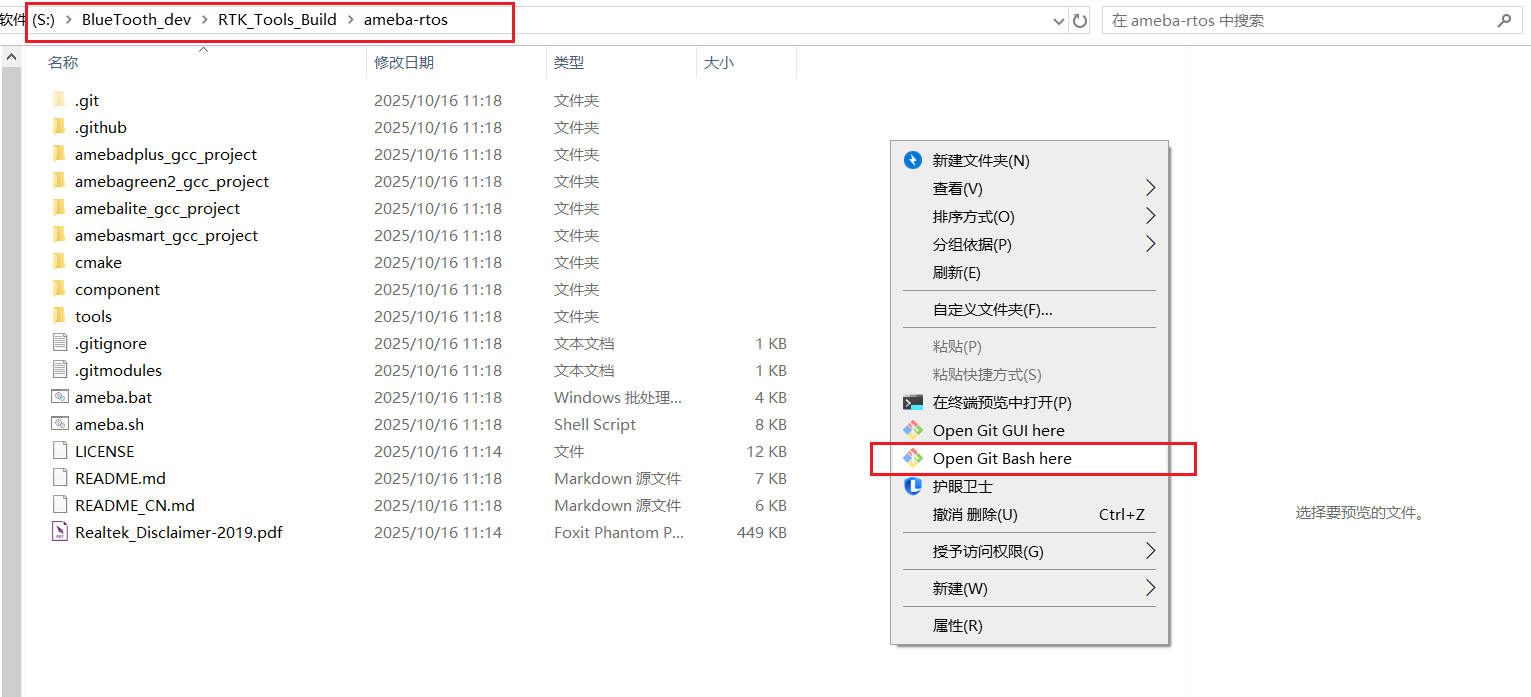 软件 (S:) > BlueTooth_dev > RTK_Tools_Build > ameba-rtos 在 ameba-rtos 中搜索
名称 修改日期 类型 大小
.git 2025/10/16 11:18 文件夹
.github 2025/10/16 11:18 文件夹
amebadplus_gcc_project 2025/10/16 11:18 文件夹
amebagreen2_gcc_project 2025/10/16 11:18 文件夹
amebalite_gcc_project 2025/10/16 11:18 文件夹
amebasmart_gcc_project 2025/10/16 11:18 文件夹
cmake 2025/10/16 11:18 文件夹
component 2025/10/16 11:18 文件夹
tools 2025/10/16 11:18 文件夹
.gitignore 2025/10/16 11:14 文本文档 1 KB
.gitmodules 2025/10/16 11:18 文本文档 1 KB
ameba.bat 2025/10/16 11:18 Windows 批处理... 4 KB
ameba.sh 2025/10/16 11:18 Shell Script 8 KB
LICENSE 2025/10/16 11:14 文件 12 KB
README.md 2025/10/16 11:18 Markdown 源文件 7 KB
README_CN.md 2025/10/16 11:18 Markdown 源文件 6 KB
Realtek_Disclaimer-2019.pdf 2025/10/16 11:14 Foxit Phantom P... 449 KB
新建文件夹(N)
查看(V)
排序方式(O)
分组依据(P)
刷新(E)
自定义文件夹(F)...
粘贴(P)
粘贴快捷方式(S)
在终端预览中打开(P)
Open Git GUI here
Open Git Bash here
护眼卫士
撤消 删除(U) Ctrl+Z
授予访问权限(G)
新建(W)
属性(R)
选择要预览的文件。